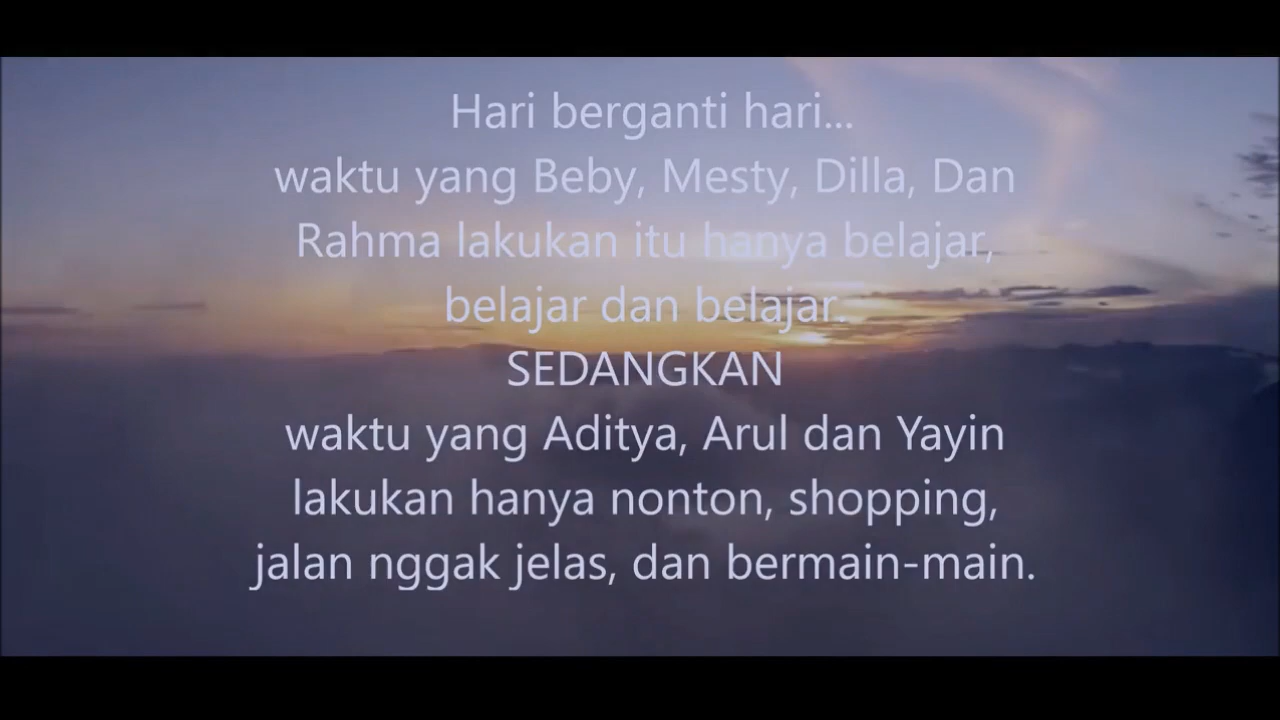 Hari berganti hari...
waktu yang Beby, Mesty, Dilla, Dan
Rahma lakukan itu hanya belajar,
belajar dan belajar.
SEDANGKAN
waktu yang Aditya, Arul dan Yayin
lakukan hanya nonton, shopping,
jalan nggak jelas, dan bermain-main.